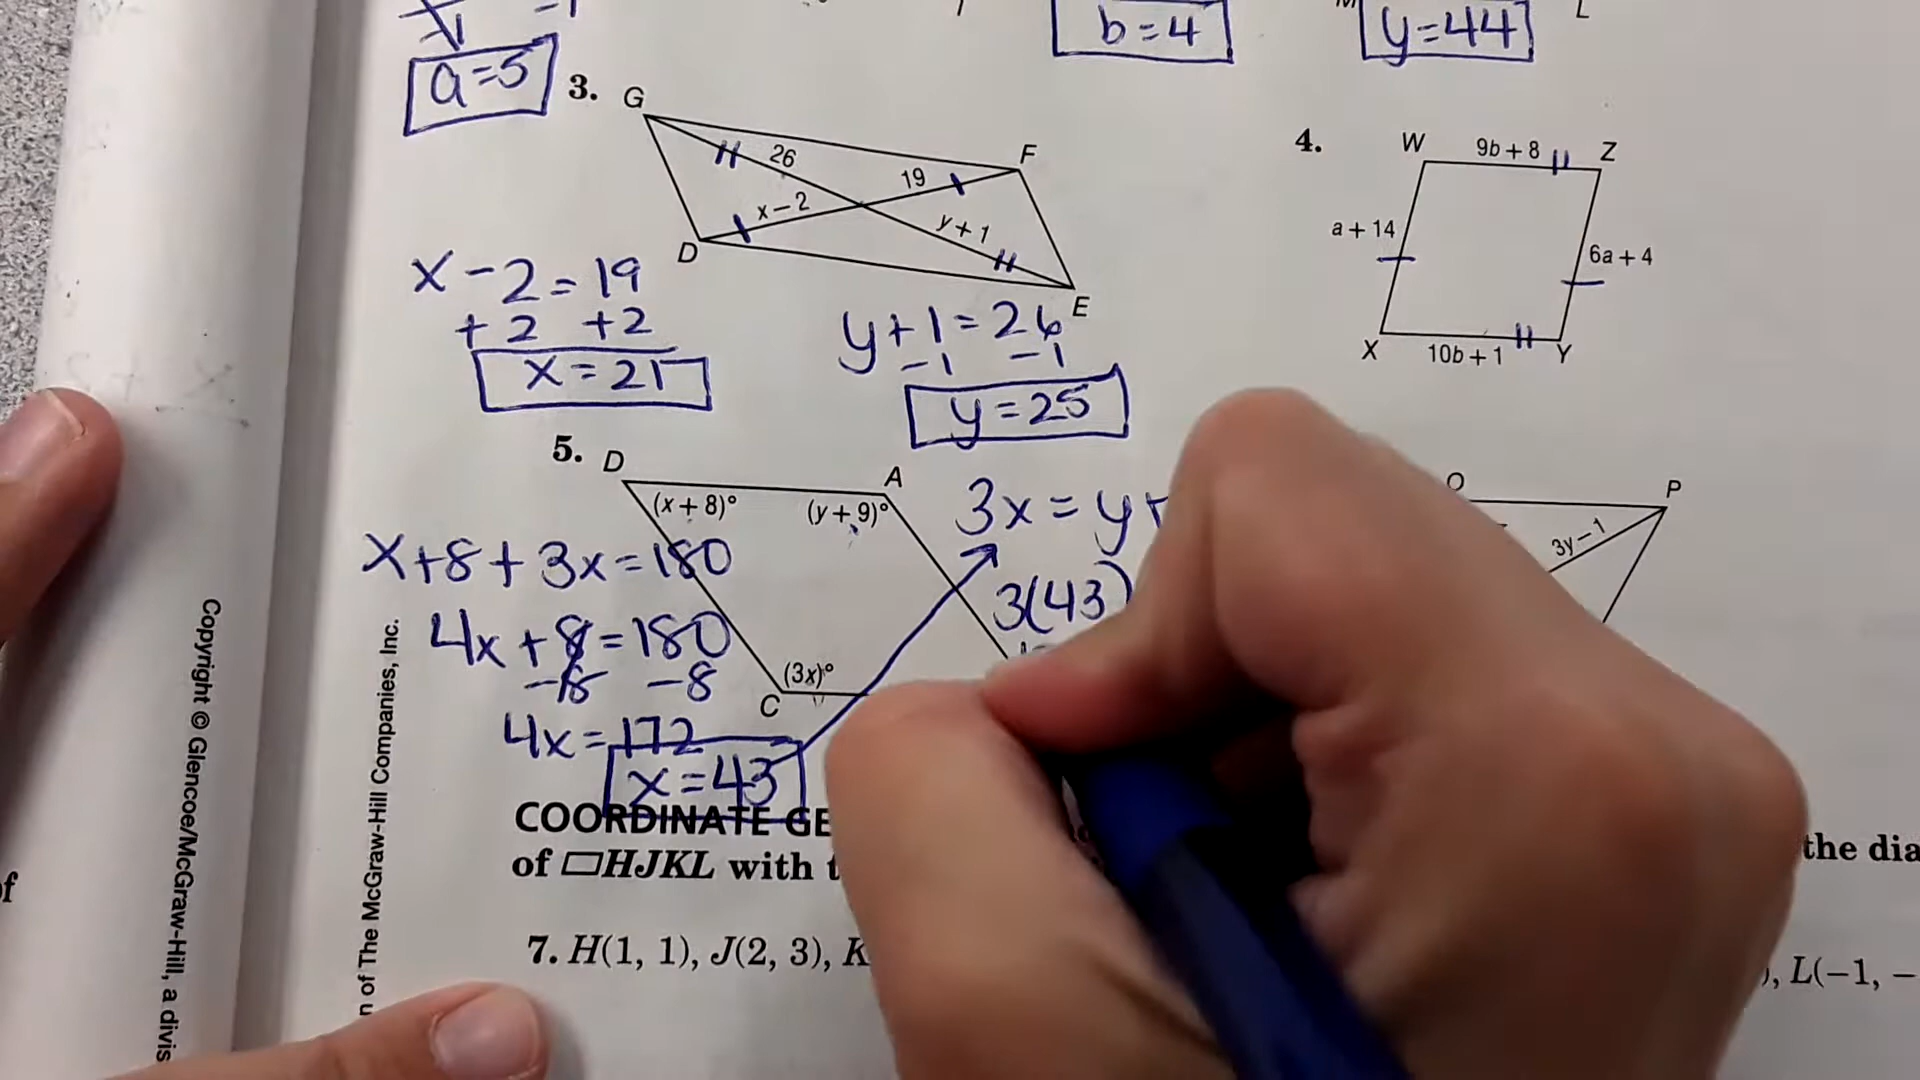 a=5
b=4
y=44
L
3.
G
26
19
F
x – 2
y + 1
D
E
x – 2 = 19
+ 2 +2
x = 21
y+1 = 26
–1 –1
y = 25
4.
W
9b + 8
Z
a + 14
6a + 4
X
10b + 1
Y
5.
D
A
(x + 8)°
(y + 9)°
3x = y
x+8 + 3x = 180
3(43)
4x + 8 = 180
–8 –8
(3x)°
C
4x = 172
x = 43
P
3y – 1
COORDINATE GE
of ▱HJKL with
the dia
7. H(1, 1), J(2, 3), K
), L(–1, –
of
Copyright © Glencoe/McGraw-Hill, a divis
n of The McGraw-Hill Companies, Inc.